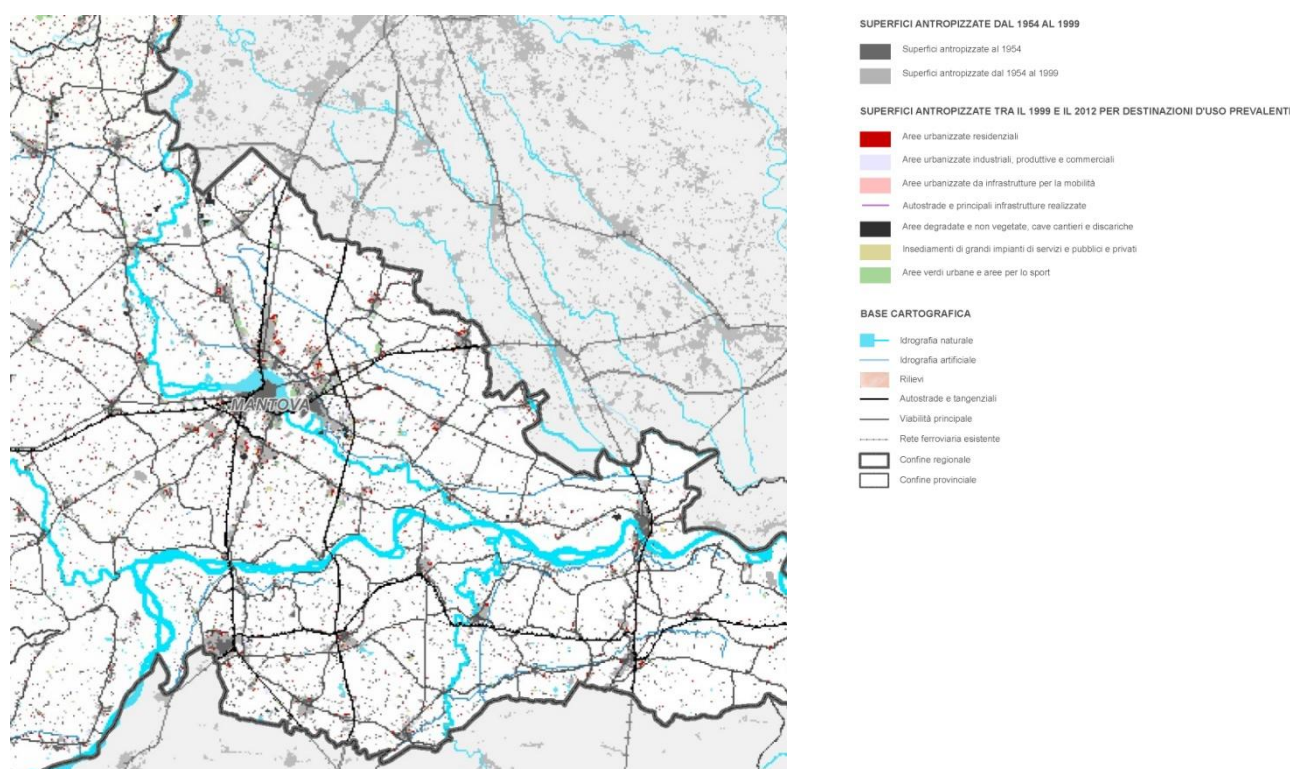 MANTOVA
SUPERFICI ANTROPIZZATE DAL 1954 AL 1999
Superfici antropizzate al 1954
Superfici antropizzate dal 1954 al 1999
SUPERFICI ANTROPIZZATE TRA IL 1999 E IL 2012 PER DESTINAZIONI D'USO PREVALENTI
Aree urbanizzate residenziali
Aree urbanizzate industriali, produttive e commerciali
Aree urbanizzate da infrastrutture per la mobilità
Autostrade e principali infrastrutture realizzate
Aree degradate e non vegetate, cave cantieri e discariche
Insediamenti di grandi impianti di servizi e pubblici e privati
Aree verdi urbane e aree per lo sport
BASE CARTOGRAFICA
Idrografia naturale
Idrografia artificiale
Rilievi
Autostrade e tangenziali
Viabilità principale
Rete ferroviaria esistente
Confine regionale
Confine provinciale